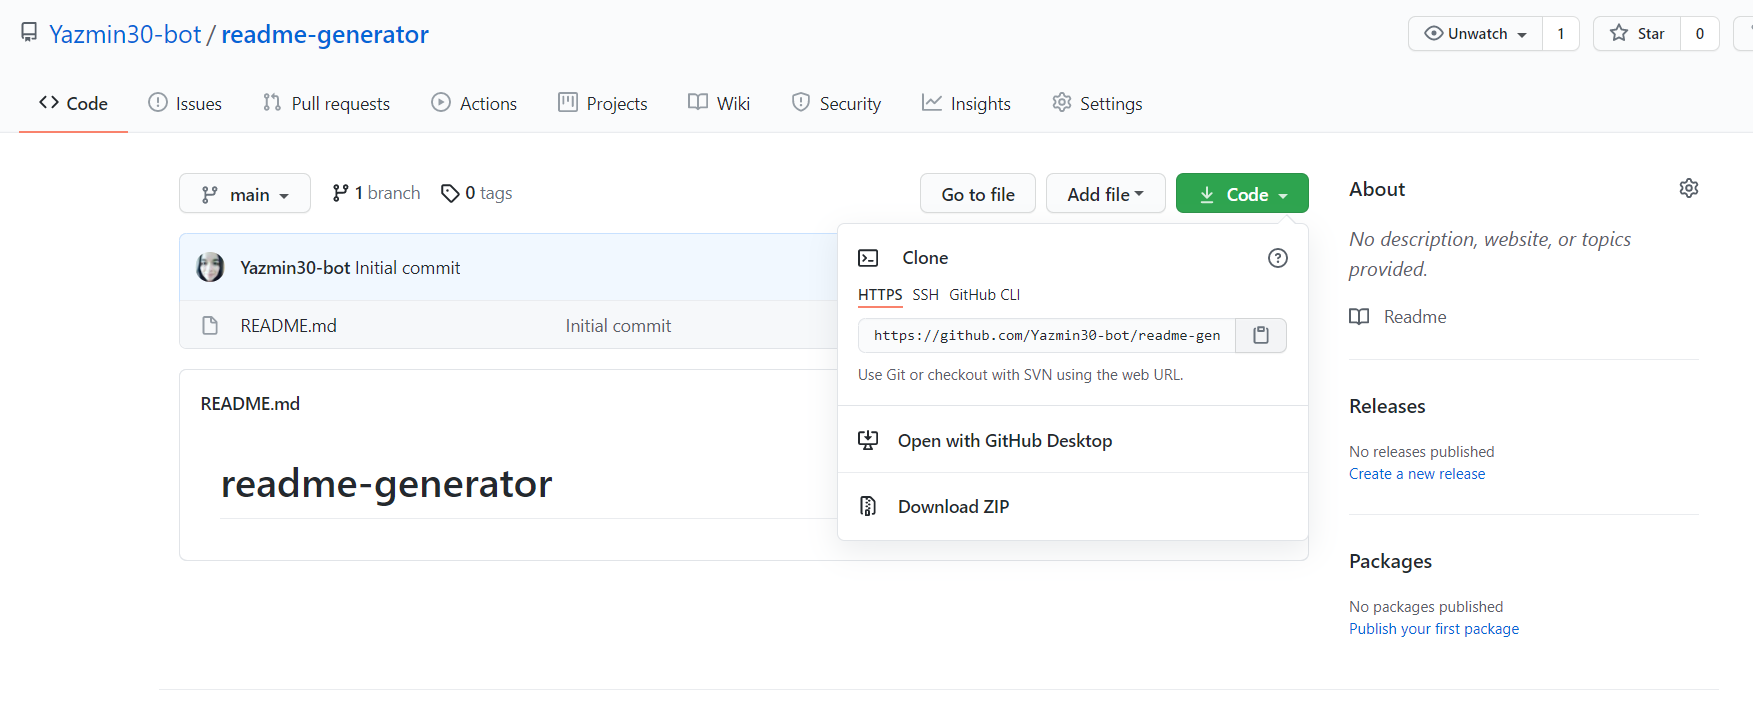 Yazmin30-bot / readme-generator
Unwatch 1 Star 0
Code Issues Pull requests Actions Projects Wiki Security Insights Settings
main 1 branch 0 tags Go to file Add file Code
Yazmin30-bot Initial commit
README.md Initial commit
README.md
readme-generator
Clone
HTTPS SSH GitHub CLI
https://github.com/Yazmin30-bot/readme-gen
Use Git or checkout with SVN using the web URL.
Open with GitHub Desktop
Download ZIP
About
No description, website, or topics
provided.
Readme
Releases
No releases published
Create a new release
Packages
No packages published
Publish your first package